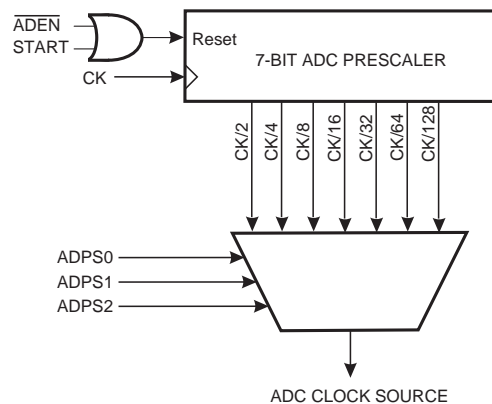 ADEN
START
Reset
7-BIT ADC PRESCALER
CK
CK/2
CK/4
CK/8
CK/16
CK/32
CK/64
CK/128
ADPS0
ADPS1
ADPS2
ADC CLOCK SOURCE